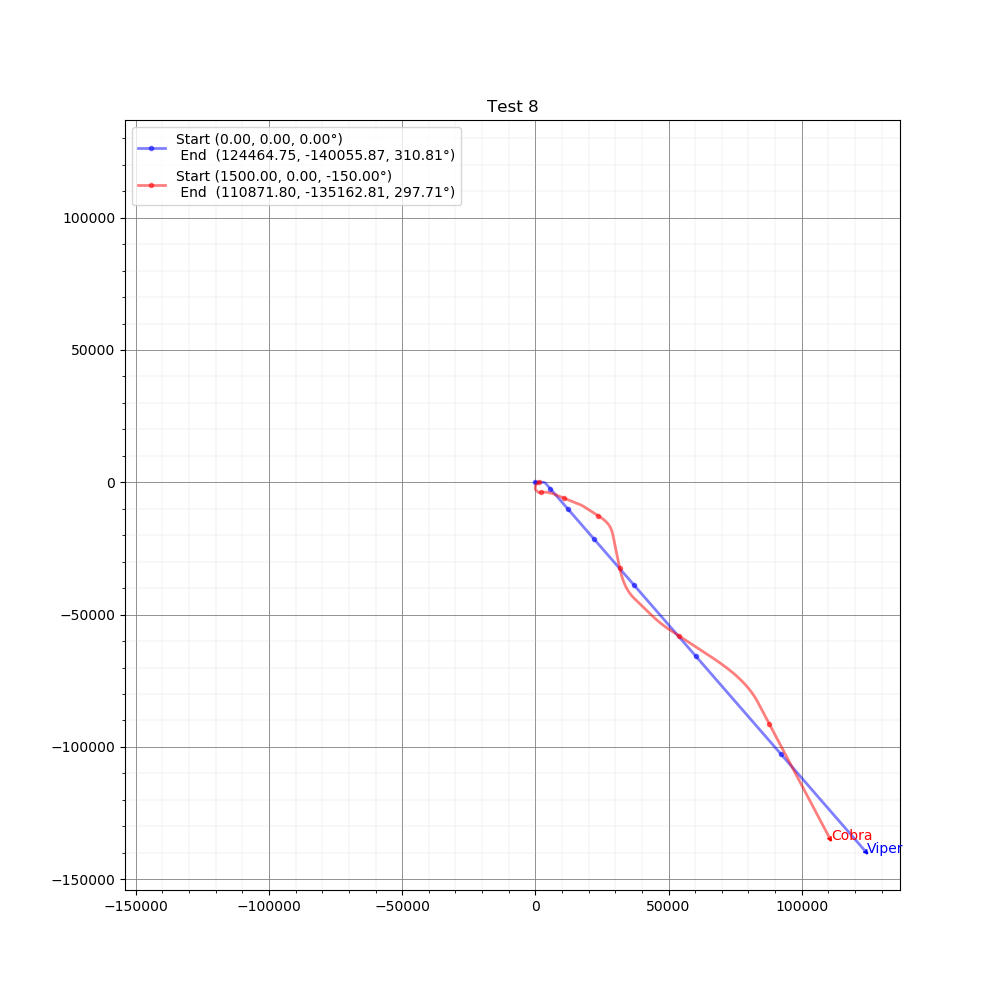 Test 8
Start (0.00, 0.00, 0.00°)
End (124464.75, -140055.87, 310.81°)
Start (1500.00, 0.00, -150.00°)
End (110871.80, -135162.81, 297.71°)
100000
50000
0
−50000
−100000
−150000
Cobra
Viper
−150000 −100000 −50000 0 50000 100000